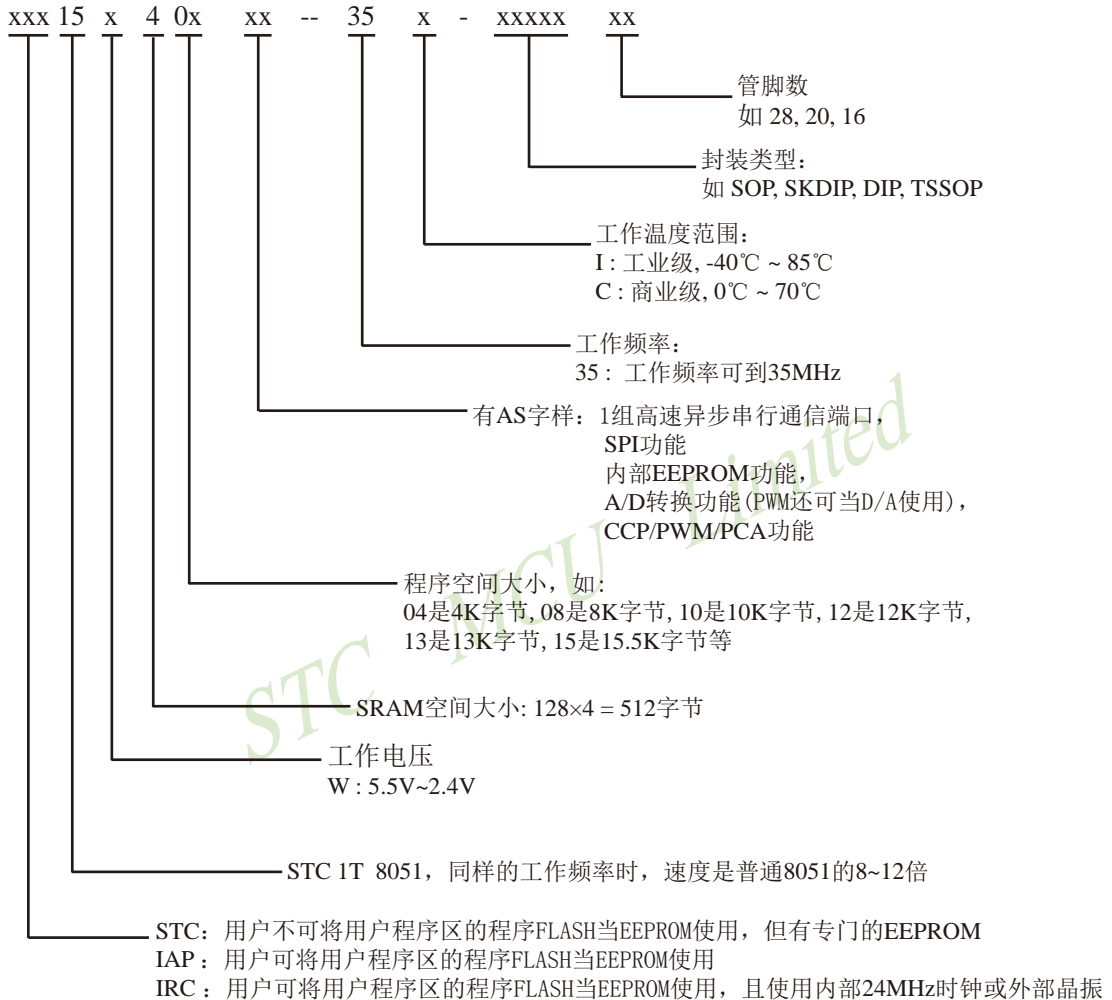 xxx 15 x 4 0x xx -- 35 x - xxxxx xx
管脚数
如 28, 20, 16
封装类型：
如 SOP, SKDIP, DIP, TSSOP
工作温度范围：
I : 工业级, -40℃ ~ 85℃
C : 商业级, 0℃ ~ 70℃
工作频率：
35 : 工作频率可到35MHz
有AS字样：1组高速异步串行通信端口，
SPI功能
内部EEPROM功能，
A/D转换功能(PWM还可当D/A使用)，
CCP/PWM/PCA功能
程序空间大小，如:
04是4K字节, 08是8K字节, 10是10K字节, 12是12K字节,
13是13K字节, 15是15.5K字节等
SRAM空间大小: 128×4 = 512字节
工作电压
W : 5.5V~2.4V
STC 1T 8051，同样的工作频率时，速度是普通8051的8~12倍
STC：用户不可将用户程序区的程序FLASH当EEPROM使用，但有专门的EEPROM
IAP：用户可将用户程序区的程序FLASH当EEPROM使用
IRC：用户可将用户程序区的程序FLASH当EEPROM使用，且使用内部24MHz时钟或外部晶振
STC MCU Limited